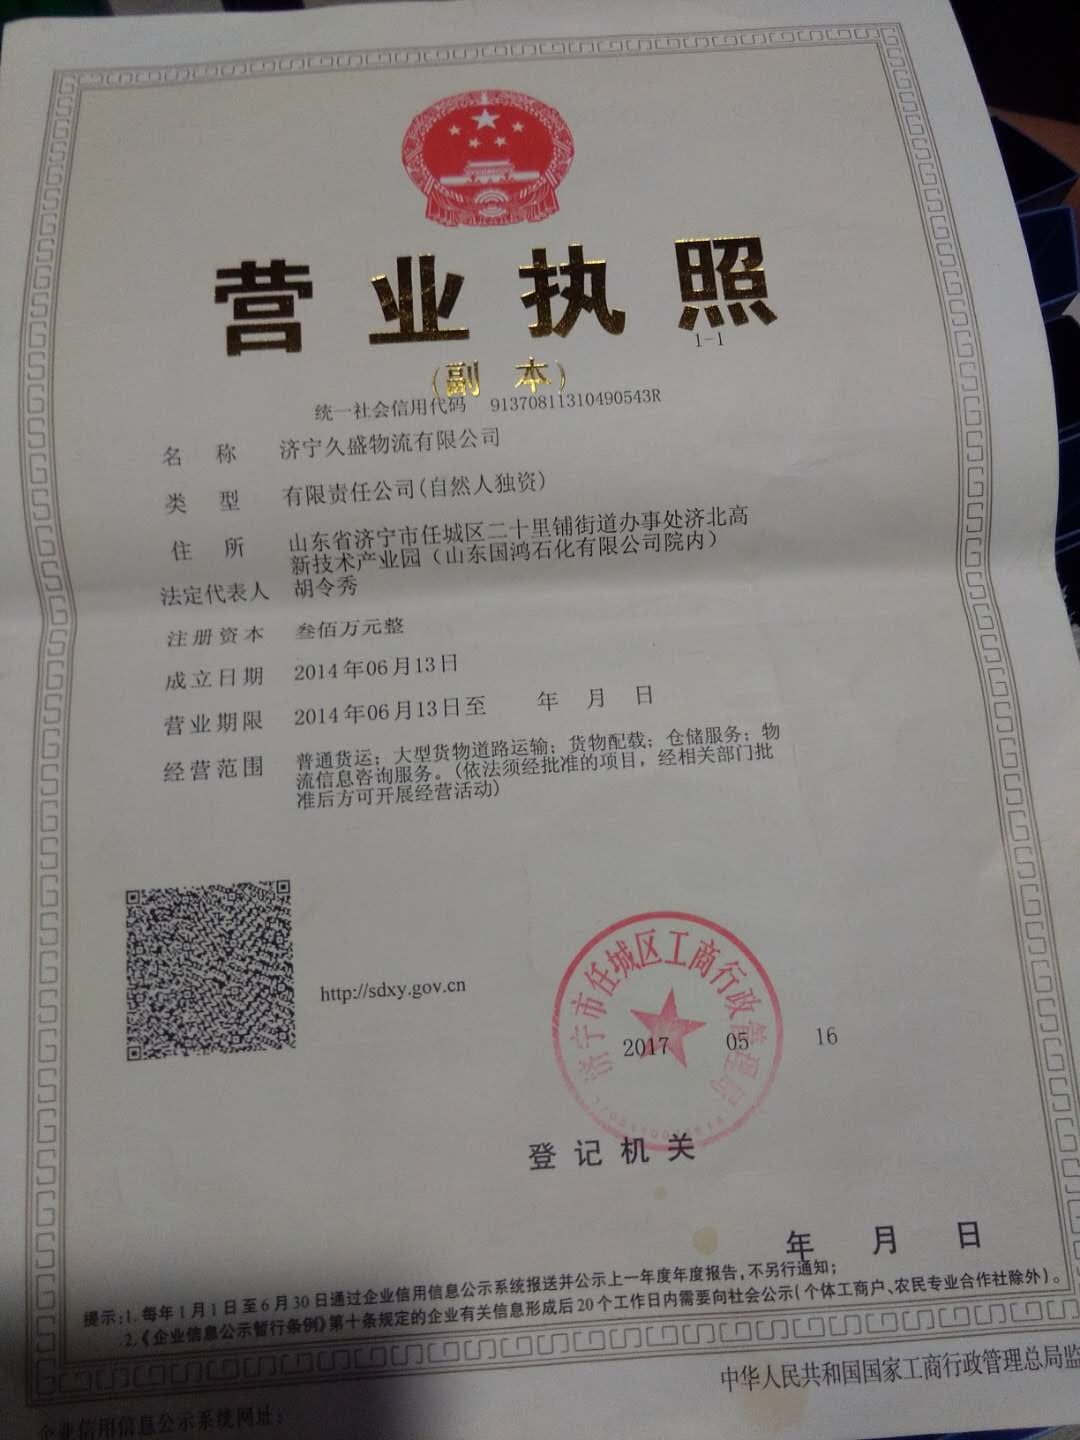 营业执照
1-1
(副 本)
统一社会信用代码 91370811310490543R
名 称 济宁久盛物流有限公司
类 型 有限责任公司(自然人独资)
住 所 山东省济宁市任城区二十里铺街道办事处济北高
新技术产业园（山东国鸿石化有限公司院内）
法定代表人 胡令秀
注册资本 叁佰万元整
成立日期 2014年06月13日
营业期限 2014年06月13日至 年 月 日
经营范围 普通货运；大型货物道路运输；货物配载；仓储服务；物
流信息咨询服务。(依法须经批准的项目，经相关部门批
准后方可开展经营活动)
http://sdxy.gov.cn
济宁市任城区工商行政管理局
2017 05 16
登记机关
年 月 日
提示:1.每年1月1日至6月30日通过企业信用信息公示系统报送并公示上一年度年度报告,不另行通知;
2.《企业信息公示暂行条例》第十条规定的企业有关信息形成后20个工作日内需要向社会公示(个体工商户、农民专业合作社除外)。
中华人民共和国国家工商行政管理总局监
企业信用信息公示系统网址: